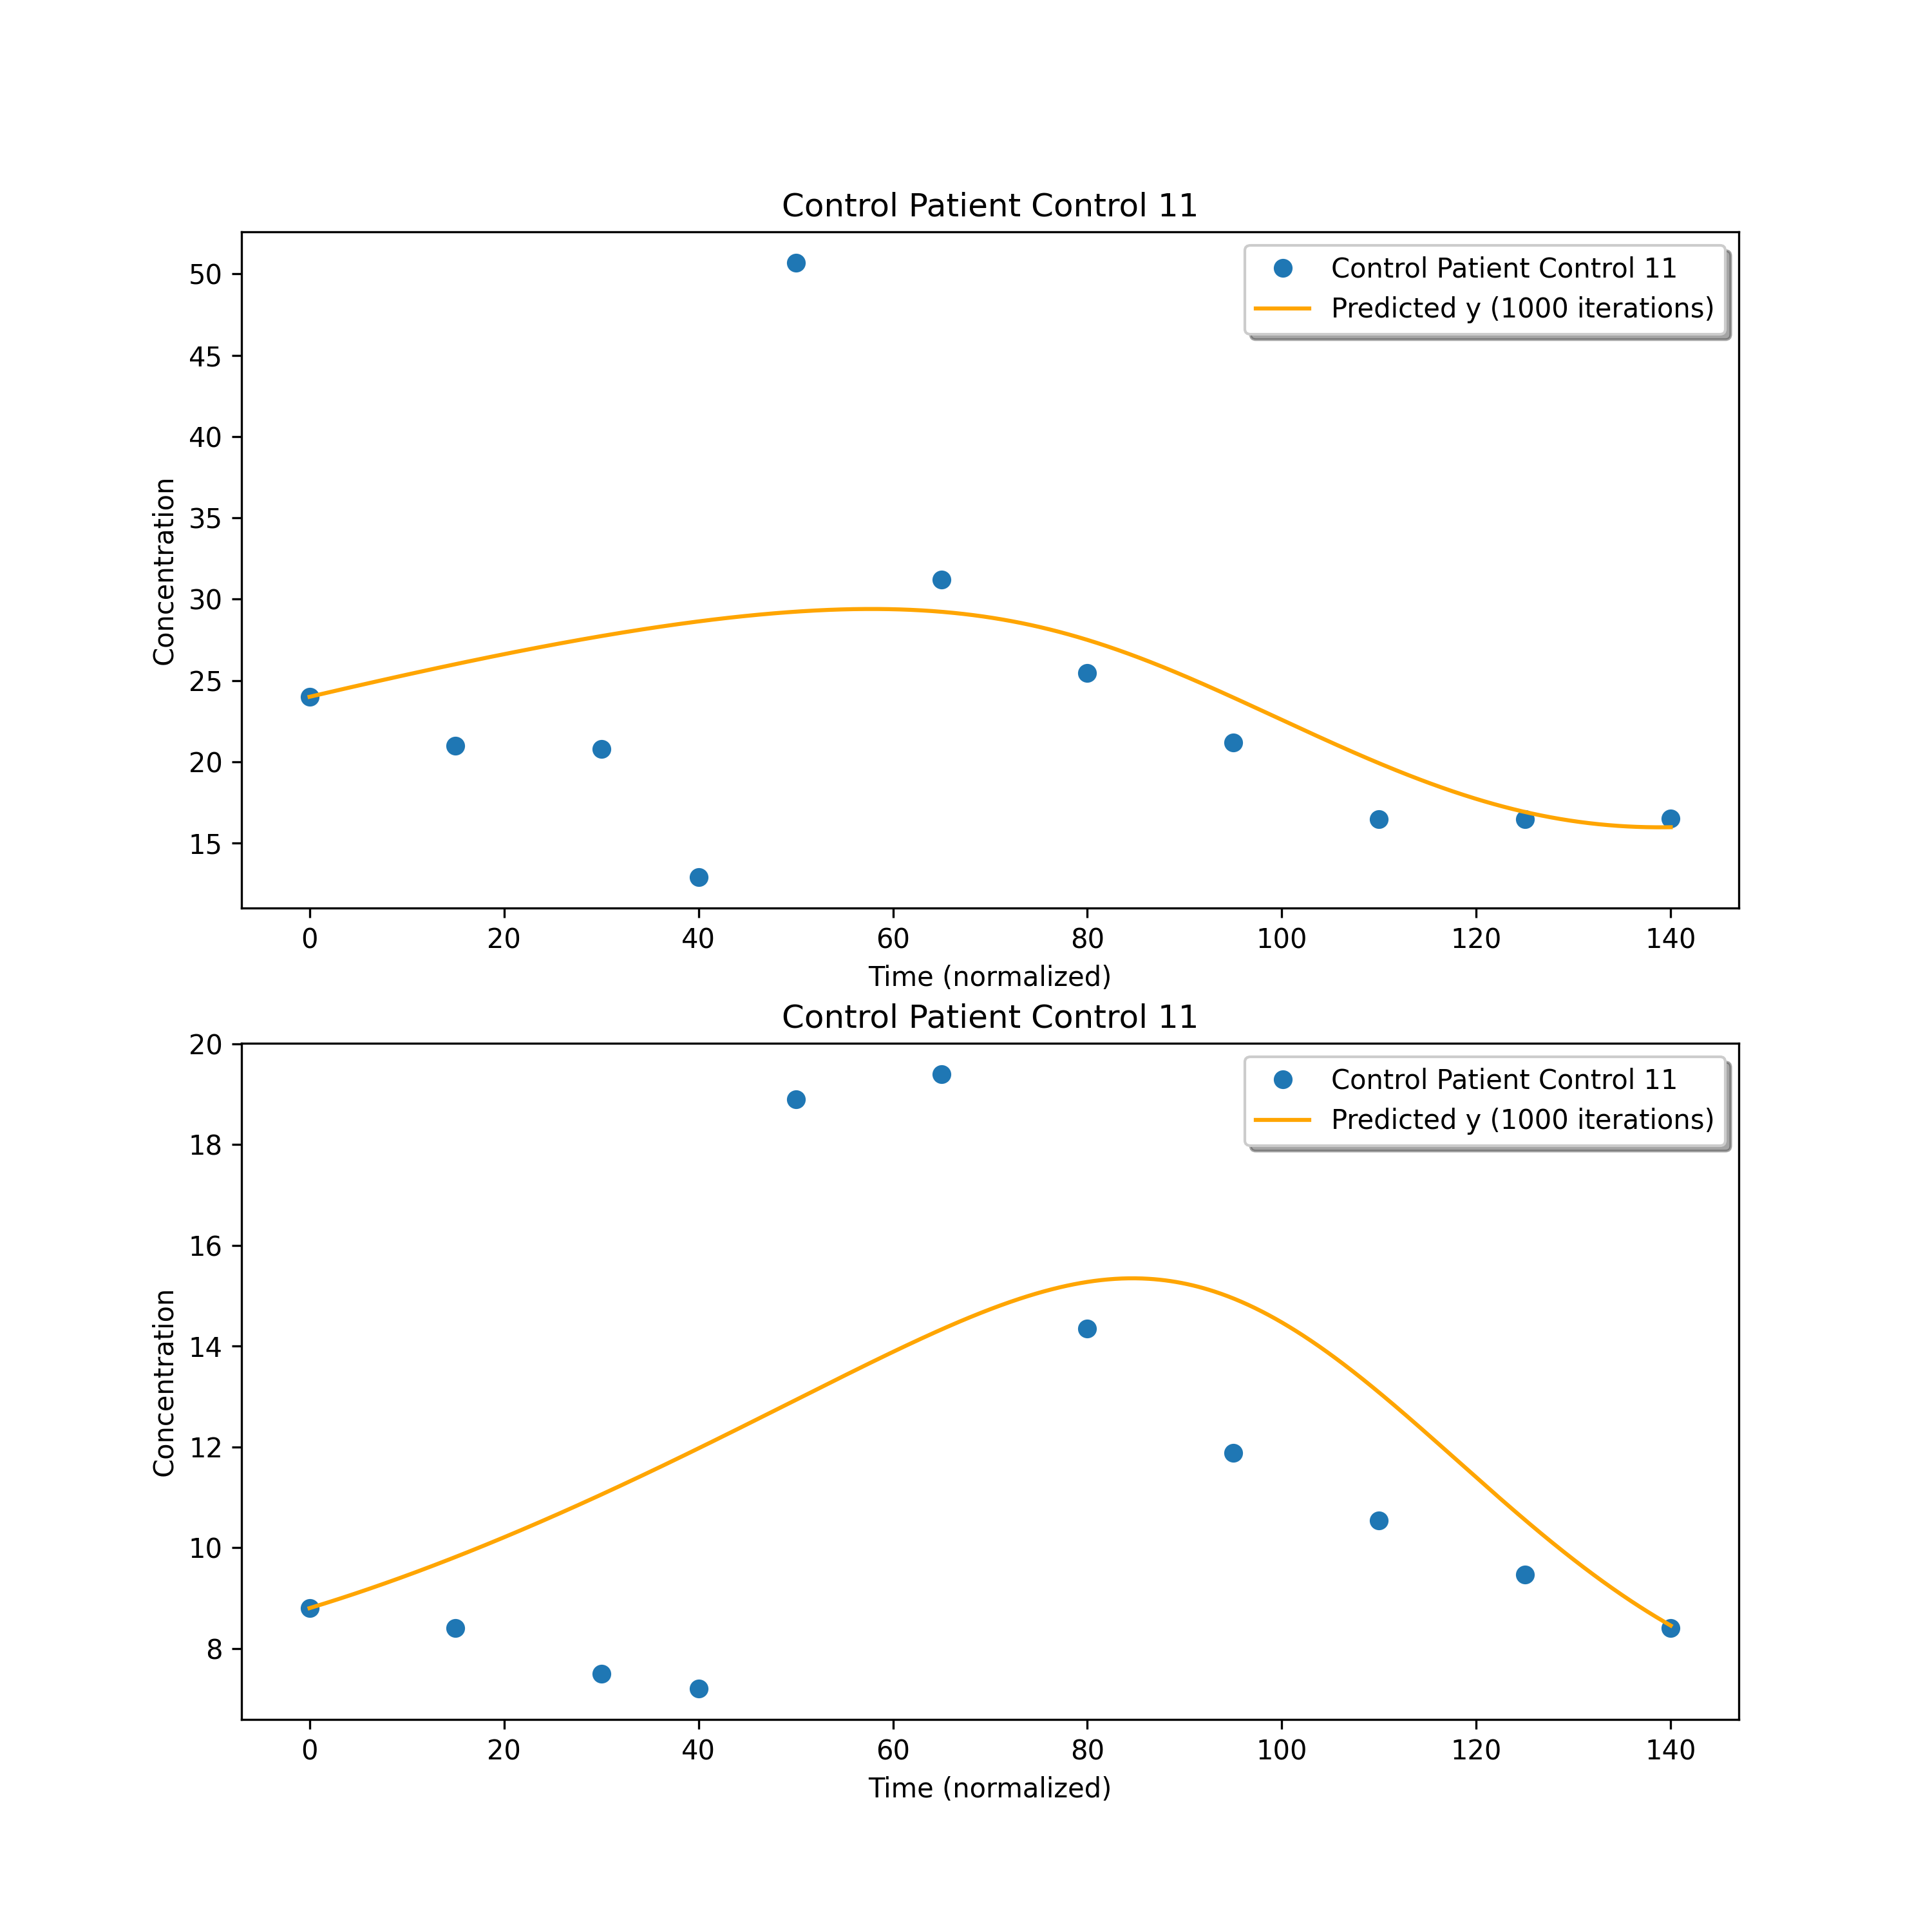 Control Patient Control 11
50
45
40
35
30
25
20
15
Concentration
Control Patient Control 11
Predicted y (1000 iterations)
0 20 40 60 80 100 120 140
Time (normalized)
Control Patient Control 11
20
18
16
14
12
10
8
Concentration
Control Patient Control 11
Predicted y (1000 iterations)
0 20 40 60 80 100 120 140
Time (normalized)